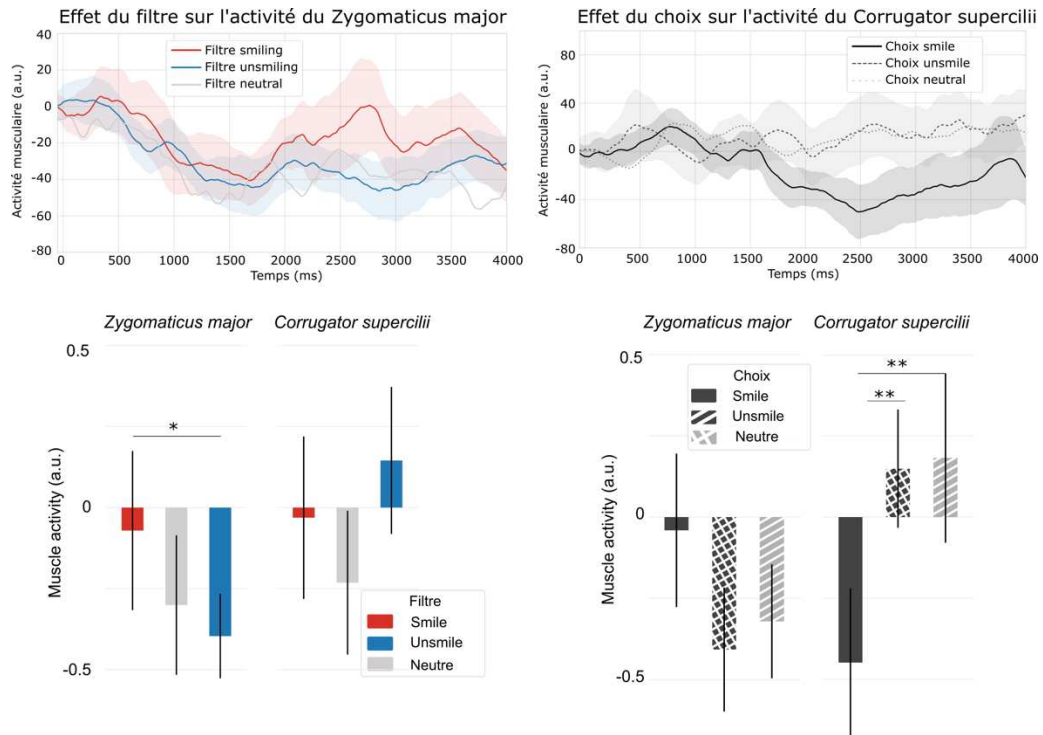 Effet du filtre sur l'activité du Zygomaticus major
40
20
0
-20
-40
-60
-80
Activité musculaire (a.u.)
Filtre smiling
Filtre unsmiling
Filtre neutral
0 500 1000 1500 2000 2500 3000 3500 4000
Temps (ms)
Effet du choix sur l'activité du Corrugator supercilii
80
40
0
-40
-80
Activité musculaire (a.u.)
Choix smile
Choix unsmile
Choix neutral
0 500 1000 1500 2000 2500 3000 3500 4000
Temps (ms)
Zygomaticus major Corrugator supercilii
0.5
0
-0.5
Muscle activity (a.u.)
*
Filtre
Smile
Unsmile
Neutre
Zygomaticus major Corrugator supercilii
0.5
0
-0.5
Muscle activity (a.u.)
Choix
Smile
Unsmile
Neutre
**
**